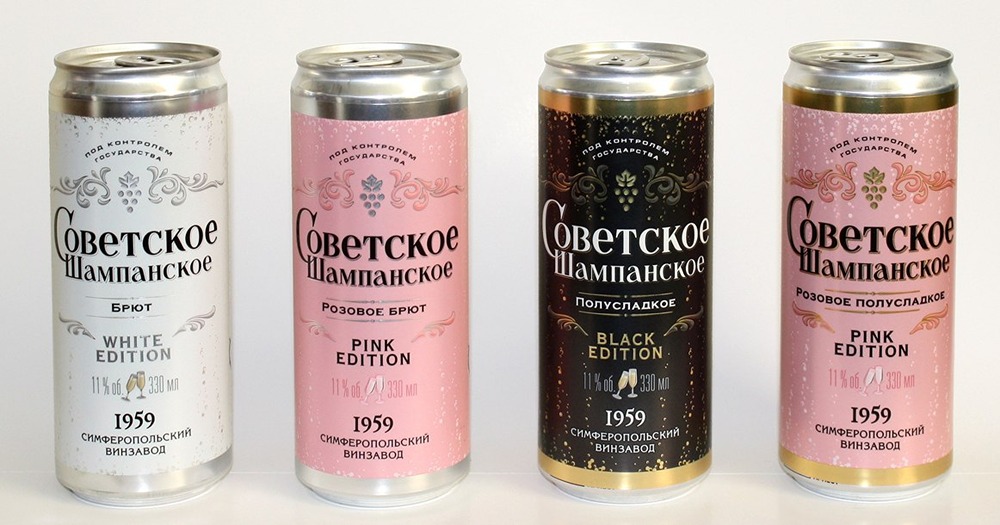 ПОД КОНТРОЛЕМ
ГОСУДАРСТВА
Советское
Шампанское
Брют
WHITE
EDITION
11 % об. 330 мл
1959
СИМФЕРОПОЛЬСКИЙ
ВИНЗАВОД
ПОД КОНТРОЛЕМ
ГОСУДАРСТВА
Советское
Шампанское
Розовое брют
PINK
EDITION
11 % об. 330 мл
1959
СИМФЕРОПОЛЬСКИЙ
ВИНЗАВОД
ПОД КОНТРОЛЕМ
ГОСУДАРСТВА
Советское
Шампанское
Полусладкое
BLACK
EDITION
11 % об. 330 мл
1959
СИМФЕРОПОЛЬСКИЙ
ВИНЗАВОД
ПОД КОНТРОЛЕМ
ГОСУДАРСТВА
Советское
Шампанское
Розовое полусладкое
PINK
EDITION
11 % об. 330 мл
1959
СИМФЕРОПОЛЬСКИЙ
ВИНЗАВОД